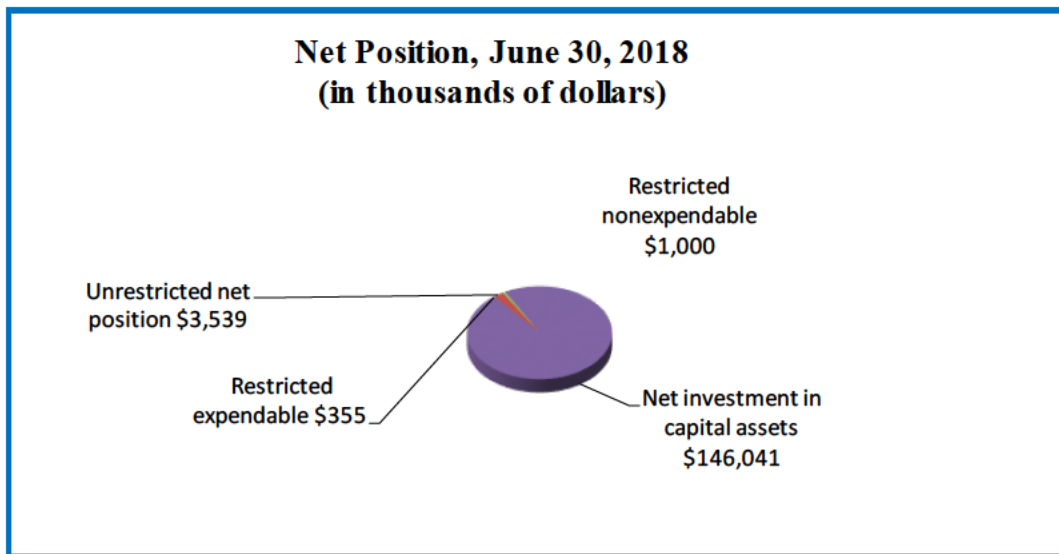 Net Position, June 30, 2018
(in thousands of dollars)
Restricted
nonexpendable
$1,000
Unrestricted net
position $3,539
Restricted
expendable $355
Net investment in
capital assets
$146,041